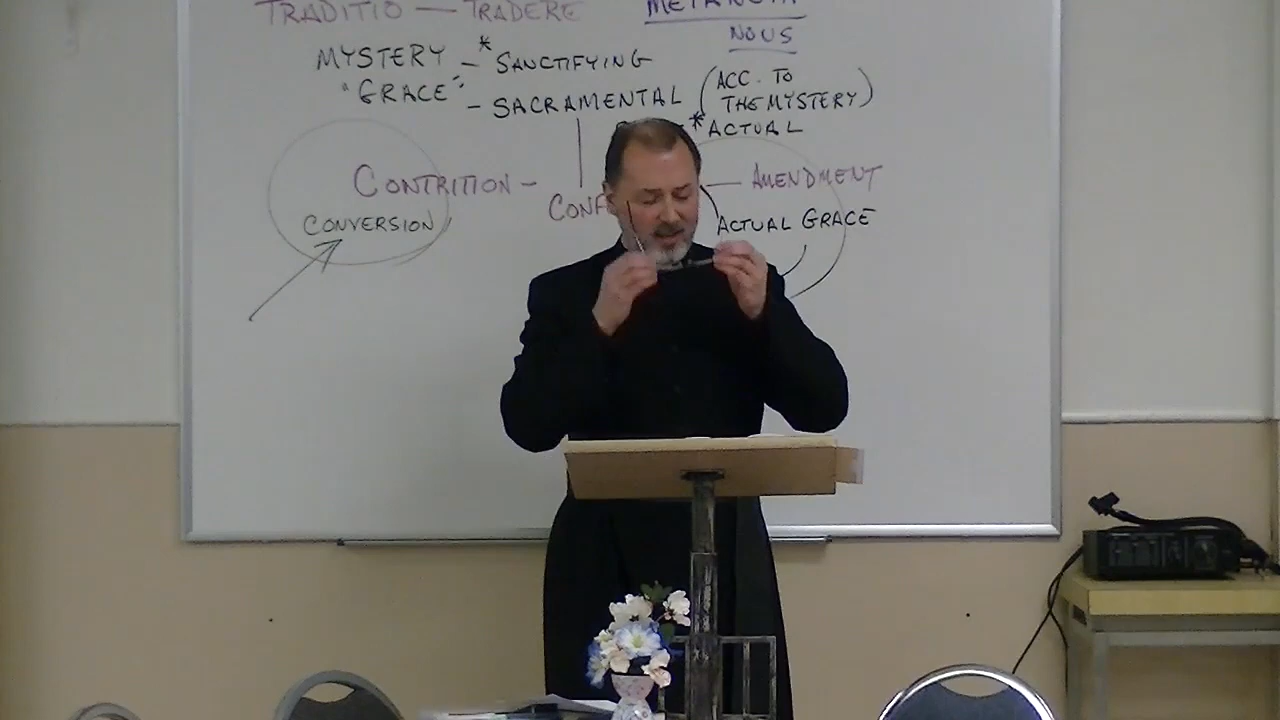 TRADITIO — TRADERE
METANOIA
NOUS
MYSTERY - *SANCTIFYING
"GRACE" - SACRAMENTAL (ACC. TO
THE MYSTERY)
*ACTUAL
CONTRITION - CONF — AMENDMENT
CONVERSION
ACTUAL GRACE